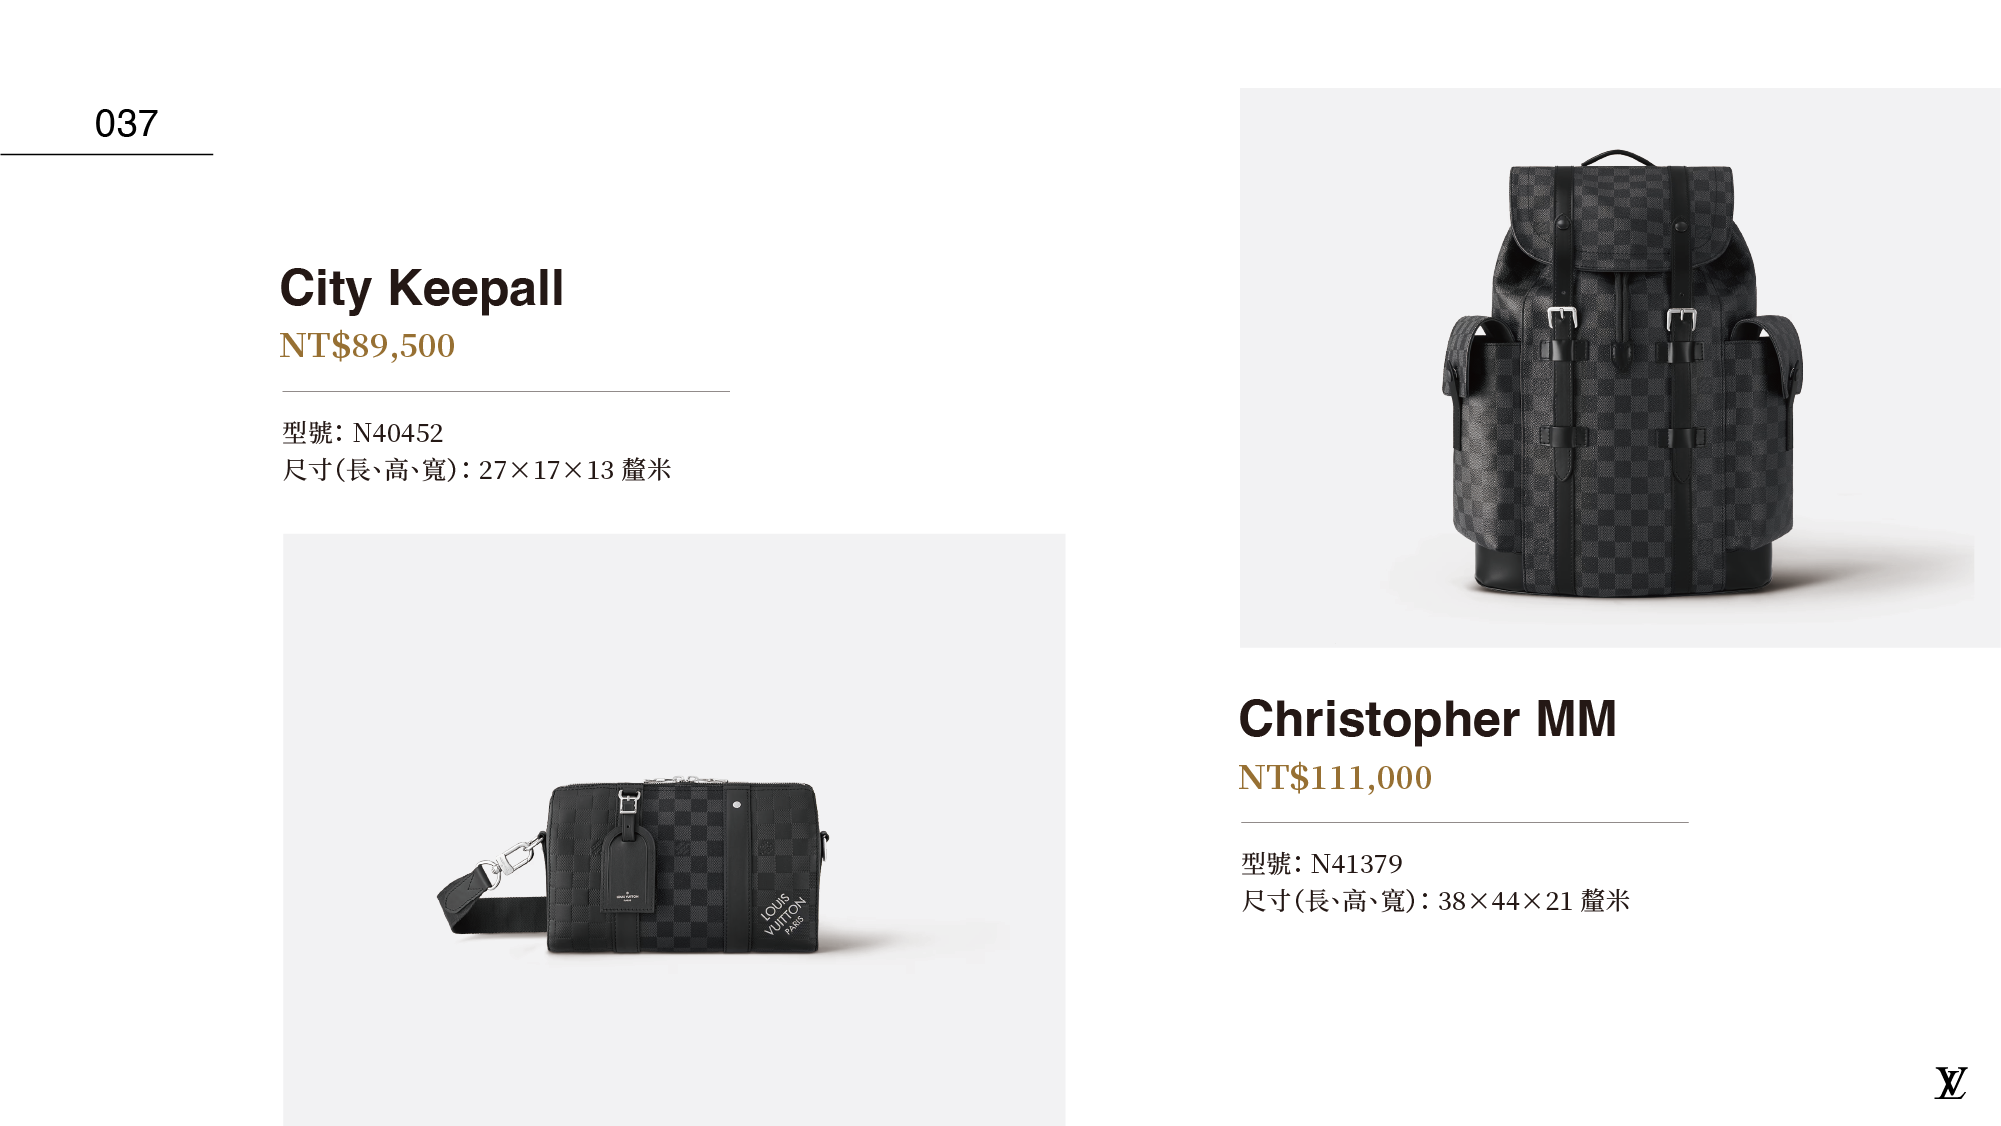 037
City Keepall
NT$89,500
型號：N40452
尺寸（長、高、寬）：27×17×13 釐米
LOUIS
VUITTON
PARIS
Christopher MM
NT$111,000
型號：N41379
尺寸（長、高、寬）：38×44×21 釐米
LV